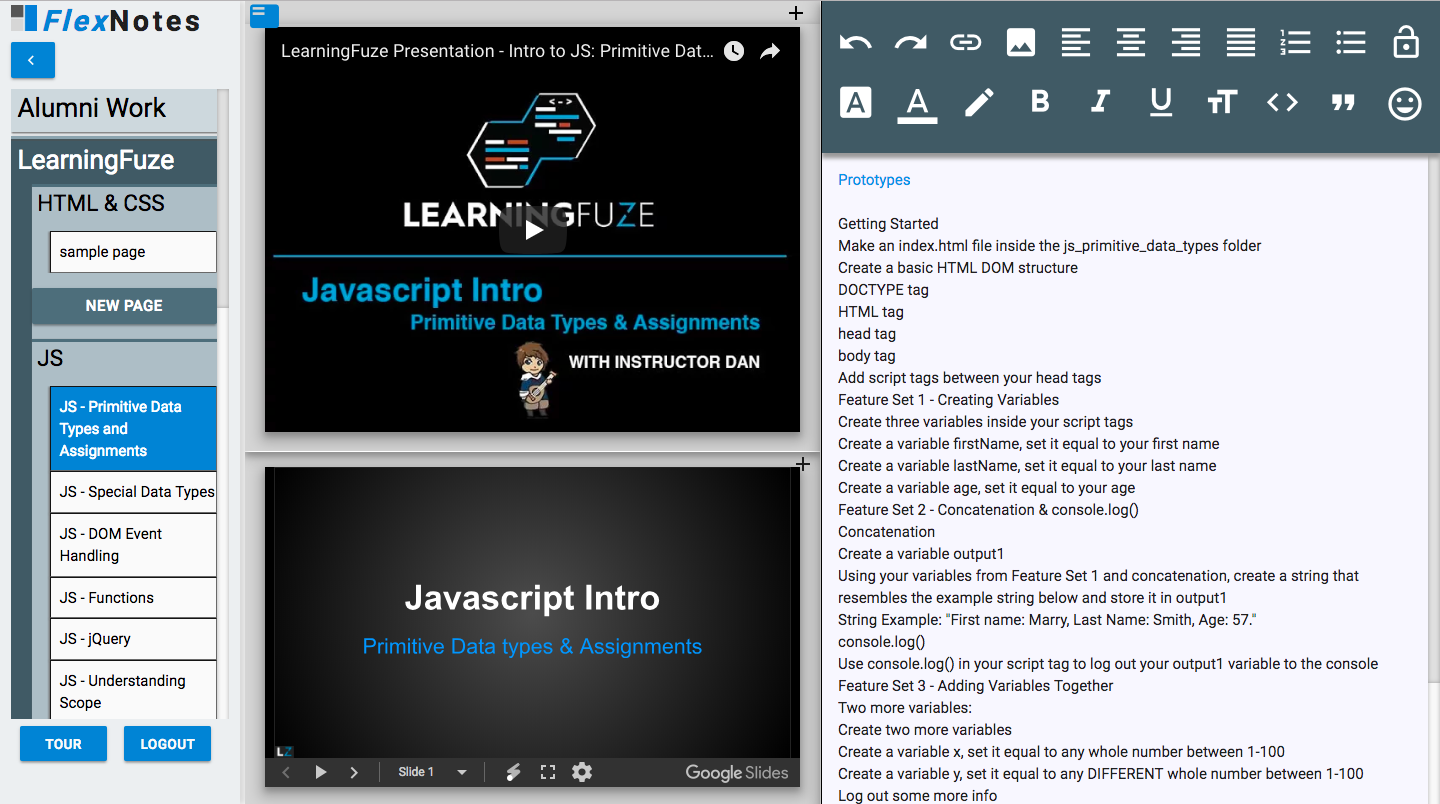 FlexNotes
Alumni Work
LearningFuze
HTML & CSS
sample page
NEW PAGE
JS
JS - Primitive Data
Types and
Assignments
JS - Special Data Types
JS - DOM Event
Handling
JS - Functions
JS - jQuery
JS - Understanding
Scope
TOUR
LOGOUT
LearningFuze Presentation - Intro to JS: Primitive Dat...
LEARNINGFUZE
Javascript Intro
Primitive Data Types & Assignments
WITH INSTRUCTOR DAN
Javascript Intro
Primitive Data types & Assignments
LZ
Slide 1
Google Slides
Prototypes
Getting Started
Make an index.html file inside the js_primitive_data_types folder
Create a basic HTML DOM structure
DOCTYPE tag
HTML tag
head tag
body tag
Add script tags between your head tags
Feature Set 1 - Creating Variables
Create three variables inside your script tags
Create a variable firstName, set it equal to your first name
Create a variable lastName, set it equal to your last name
Create a variable age, set it equal to your age
Feature Set 2 - Concatenation & console.log()
Concatenation
Create a variable output1
Using your variables from Feature Set 1 and concatenation, create a string that
resembles the example string below and store it in output1
String Example: "First name: Marry, Last Name: Smith, Age: 57."
console.log()
Use console.log() in your script tag to log out your output1 variable to the console
Feature Set 3 - Adding Variables Together
Two more variables:
Create two more variables
Create a variable x, set it equal to any whole number between 1-100
Create a variable y, set it equal to any DIFFERENT whole number between 1-100
Log out some more info